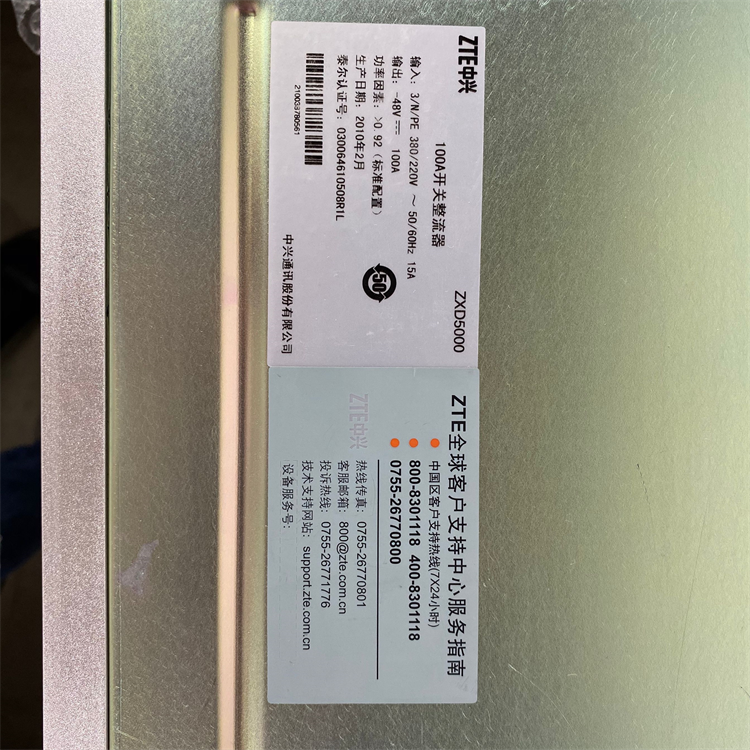 ZTE中兴
100A开关整流器
ZXD5000
输入: 3/N/PE 380/220V ~ 50/60Hz 15A
输出: -48V 100A
功率因素: >0.92 (标准配置)
生产日期: 2010年2月
泰尔认证号: 030064610508R1L
50
210033780561
中兴通讯股份有限公司
ZTE全球客户支持中心服务指南
中国区客户支持热线(7X24小时)
800-8301118 400-8301118
0755-26770800
ZTE中兴
热线传真: 0755-26770801
客服邮箱: 800@zte.com.cn
投诉热线: 0755-26771776
技术支持网站: support.zte.com.cn
设备服务号: